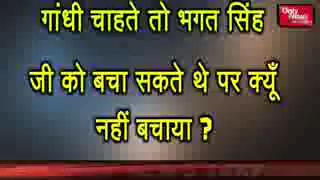 गांधी चाहते तो भगत सिंह
जी को बचा सकते थे पर क्यूँ
नहीं बचाया ?